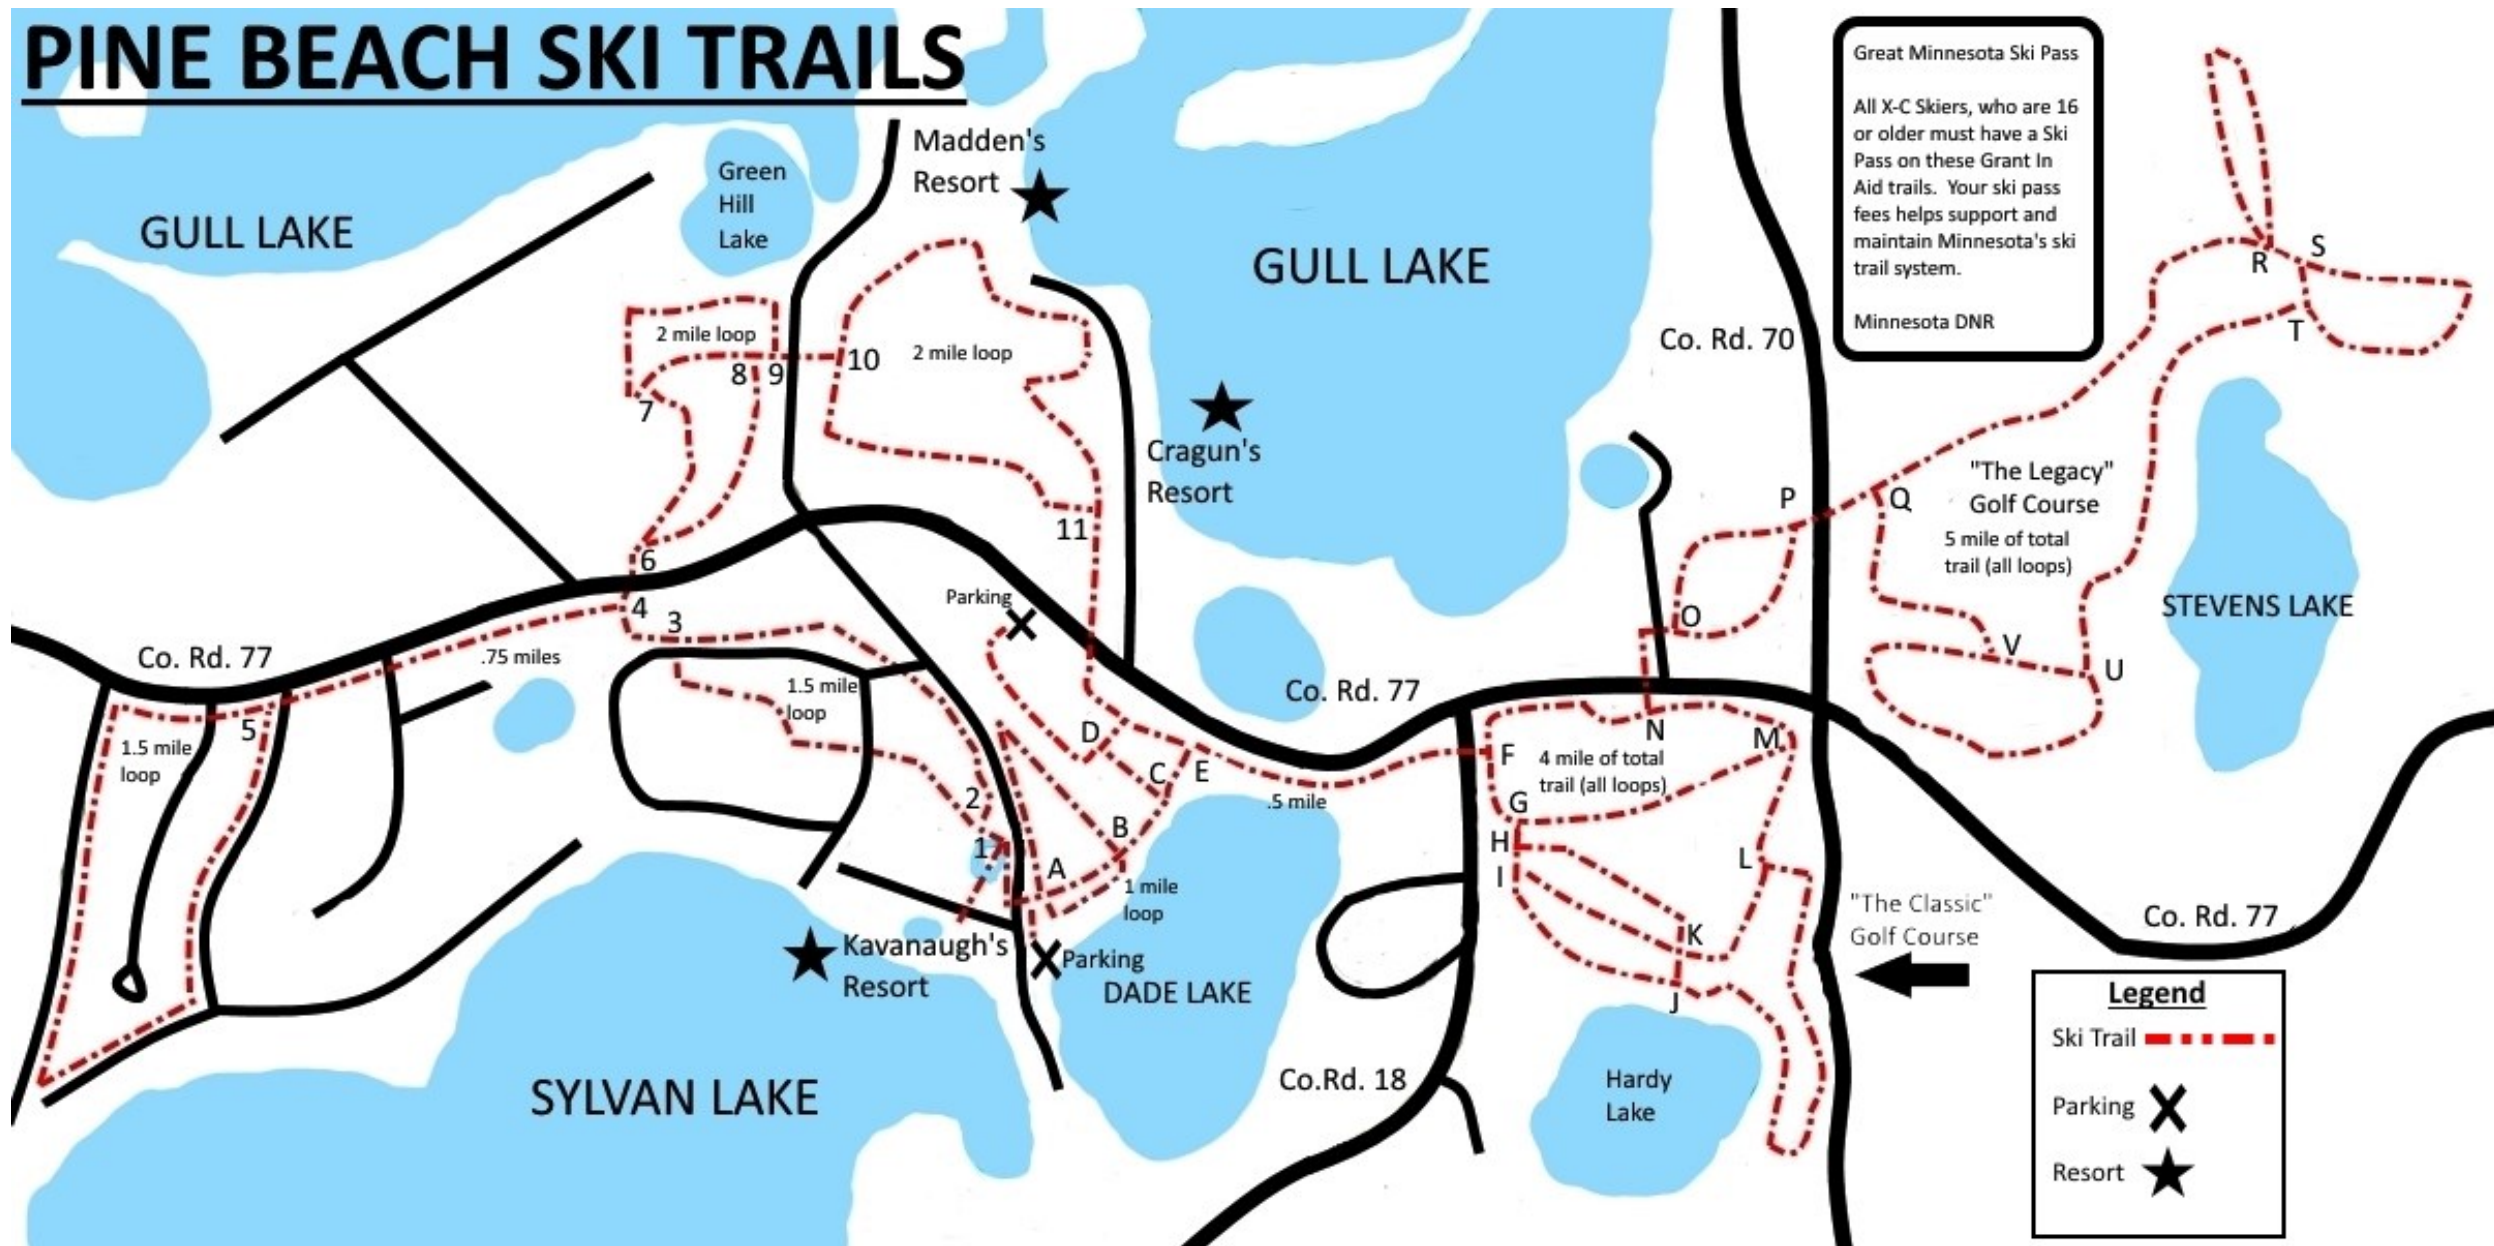 PINE BEACH SKI TRAILS
Great Minnesota Ski Pass
All X-C Skiers, who are 16
or older must have a Ski
Pass on these Grant In
Aid trails.  Your ski pass
fees helps support and
maintain Minnesota's ski
trail system.
Minnesota DNR
GULL LAKE
Green
Hill
Lake
Madden's
Resort
GULL LAKE
Cragun's
Resort
Co. Rd. 70
2 mile loop
2 mile loop
7
8
9
10
11
6
4
3
5
2
1
Co. Rd. 77
.75 miles
1.5 mile
loop
1.5 mile
loop
Parking
D
C
E
B
A
1 mile
loop
.5 mile
Kavanaugh's
Resort
Parking
DADE LAKE
SYLVAN LAKE
Co. Rd. 77
Co.Rd. 18
F
G
H
I
4 mile of total
trail (all loops)
N
M
L
K
J
Hardy
Lake
O
P
Q
R
S
T
"The Legacy"
Golf Course
5 mile of total
trail (all loops)
V
U
STEVENS LAKE
"The Classic"
Golf Course
Co. Rd. 77
Legend
Ski Trail
Parking
Resort